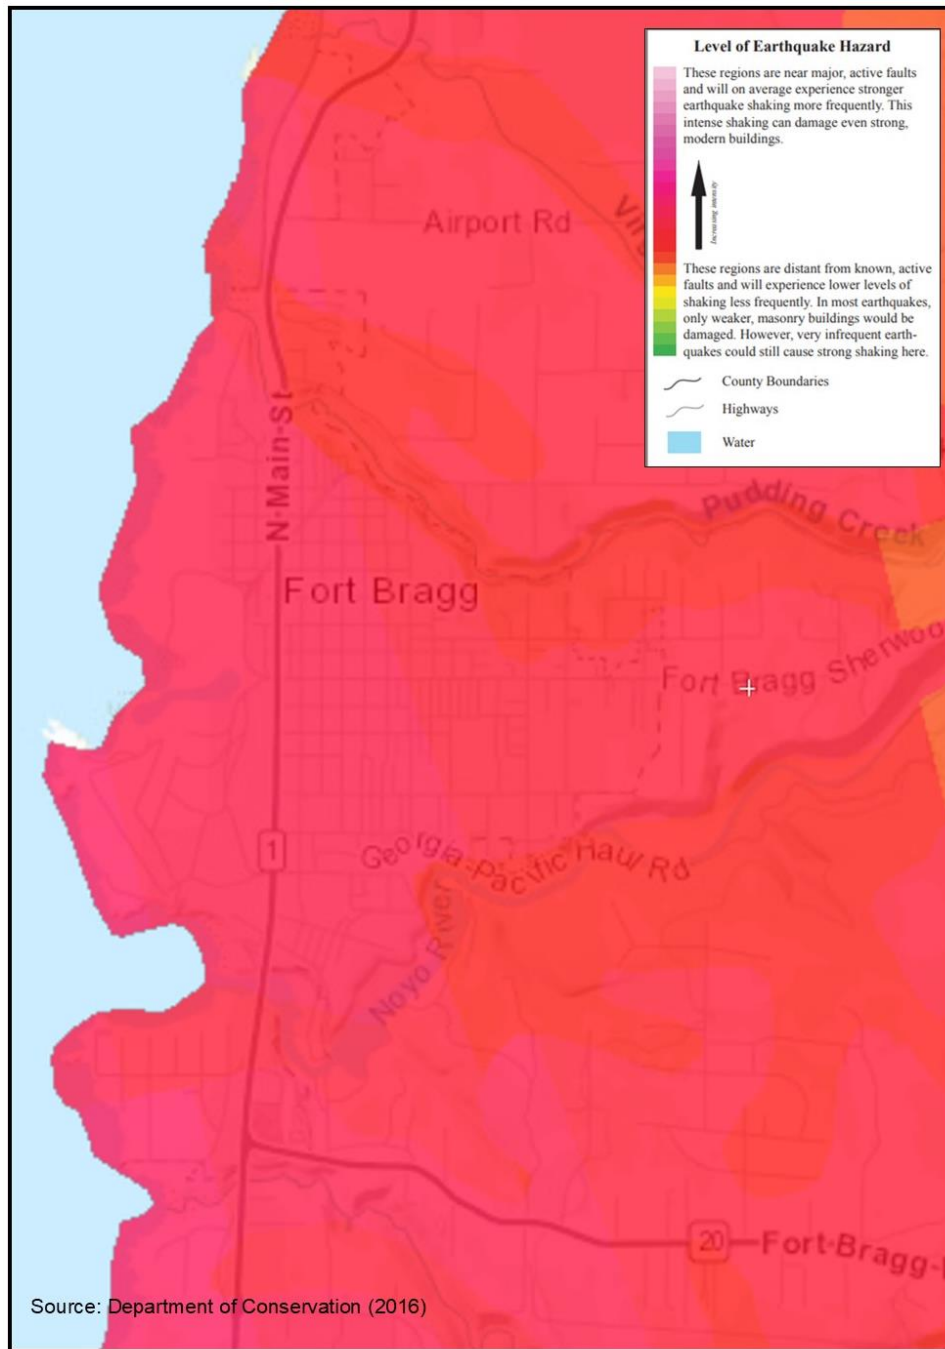 Level of Earthquake Hazard
These regions are near major, active faults
and will on average experience stronger
earthquake shaking more frequently. This
intense shaking can damage even strong,
modern buildings.
Increasing intensity
These regions are distant from known, active
faults and will experience lower levels of
shaking less frequently. In most earthquakes,
only weaker, masonry buildings would be
damaged. However, very infrequent earth-
quakes could still cause strong shaking here.
County Boundaries
Highways
Water
Airport Rd
N Main St
Pudding Creek
Fort Bragg
Fort Bragg Sherwoo
1
Georgia-Pacific Haul Rd
Noyo River
20
Fort-Bragg-
Source: Department of Conservation (2016)